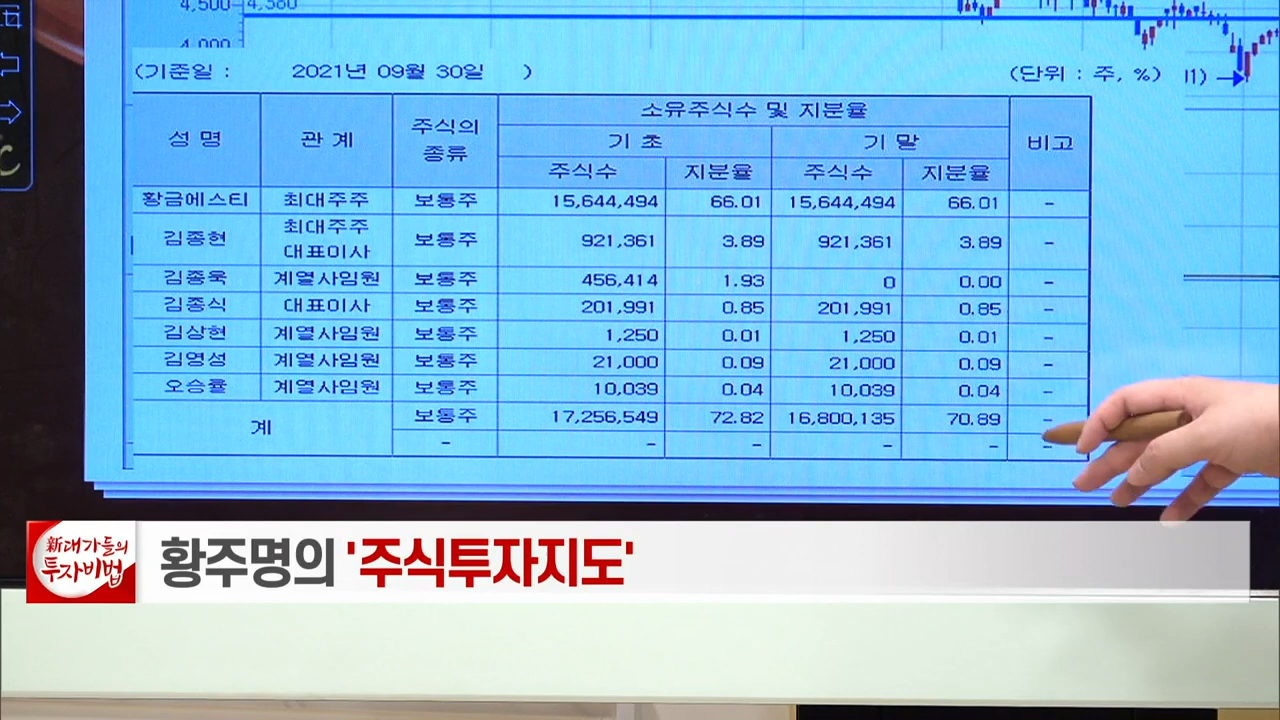 4,500 4,380
4,000
(기준일 : 2021년 09월 30일 ) (단위 : 주, %)
성 명 관 계 주식의 종류 소유주식수 및 지분율 비고
기 초 기 말
주식수 지분율 주식수 지분율
황금에스티 최대주주 보통주 15,644,494 66.01 15,644,494 66.01 -
김종현 최대주주 대표이사 보통주 921,361 3.89 921,361 3.89 -
김종욱 계열사임원 보통주 456,414 1.93 0 0.00 -
김종식 대표이사 보통주 201,991 0.85 201,991 0.85 -
김상현 계열사임원 보통주 1,250 0.01 1,250 0.01 -
김영성 계열사임원 보통주 21,000 0.09 21,000 0.09 -
오승률 계열사임원 보통주 10,039 0.04 10,039 0.04 -
계 보통주 17,256,549 72.82 16,800,135 70.89 -
- - - - - -
新대가들의
투자비법
황주명의 '주식투자지도'